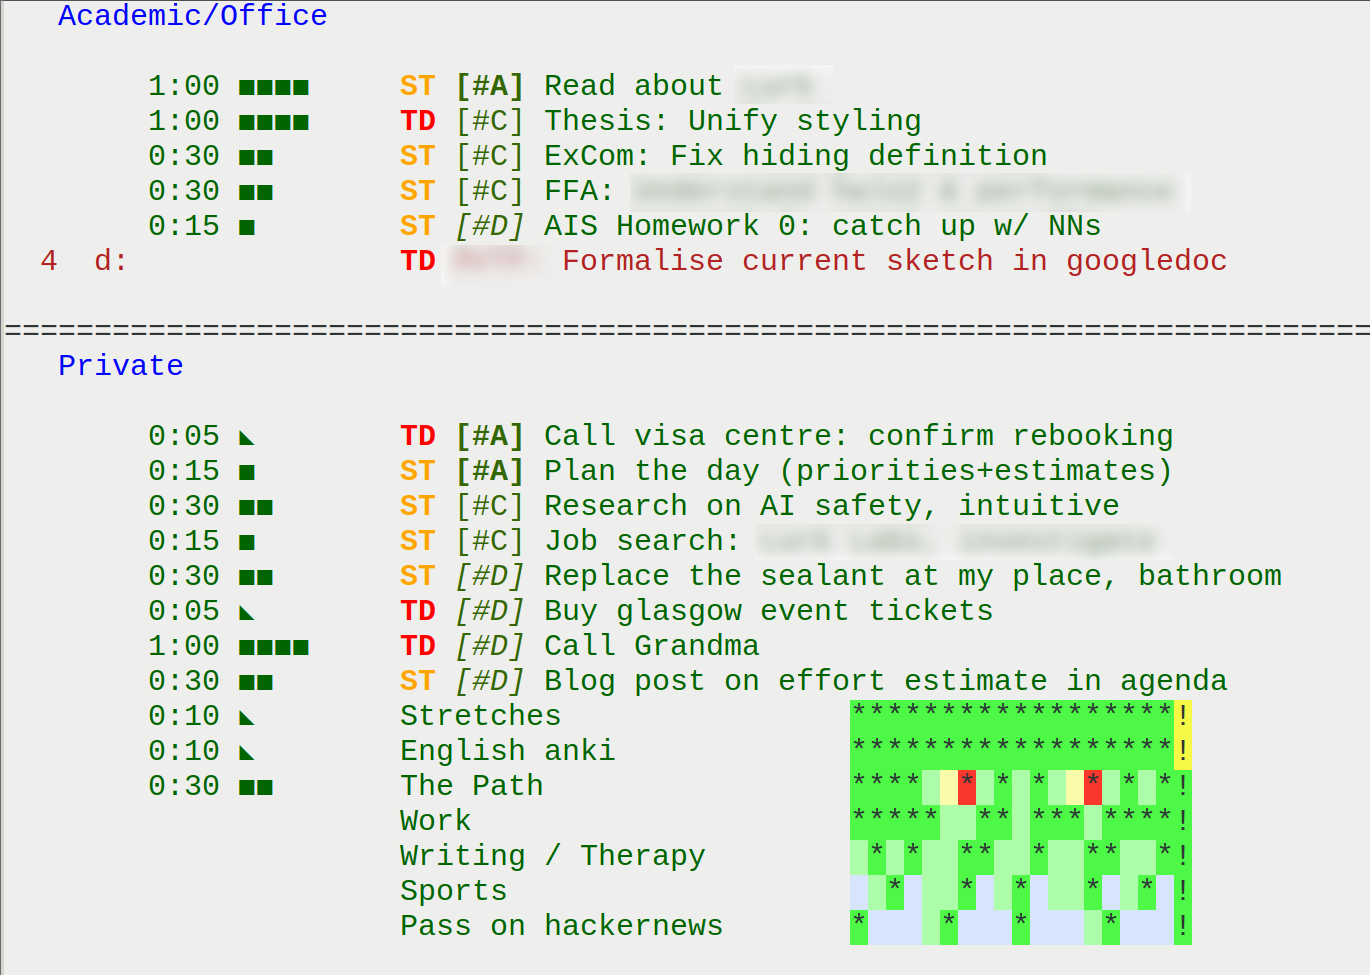 Academic/Office
1:00 ■■■■ ST [#A] Read about
1:00 ■■■■ TD [#C] Thesis: Unify styling
0:30 ■■ ST [#C] ExCom: Fix hiding definition
0:30 ■■ ST [#C] FFA:
0:15 ■ ST [#D] AIS Homework 0: catch up w/ NNs
4 d: TD Formalise current sketch in googledoc
============================================================================
Private
0:05 ◣ TD [#A] Call visa centre: confirm rebooking
0:15 ■ ST [#A] Plan the day (priorities+estimates)
0:30 ■■ ST [#C] Research on AI safety, intuitive
0:15 ■ ST [#C] Job search:
0:30 ■■ ST [#D] Replace the sealant at my place, bathroom
0:05 ◣ TD [#D] Buy glasgow event tickets
1:00 ■■■■ TD [#D] Call Grandma
0:30 ■■ ST [#D] Blog post on effort estimate in agenda
0:10 ◣ Stretches ******************!
0:10 ◣ English anki ******************!
0:30 ■■ The Path ****  * * *  * * *!
Work *****  ** *** ****!
Writing / Therapy  * *  **  *  **  *!
Sports   *   *  *   *  * !
Pass on hackernews *    *   *    *   !